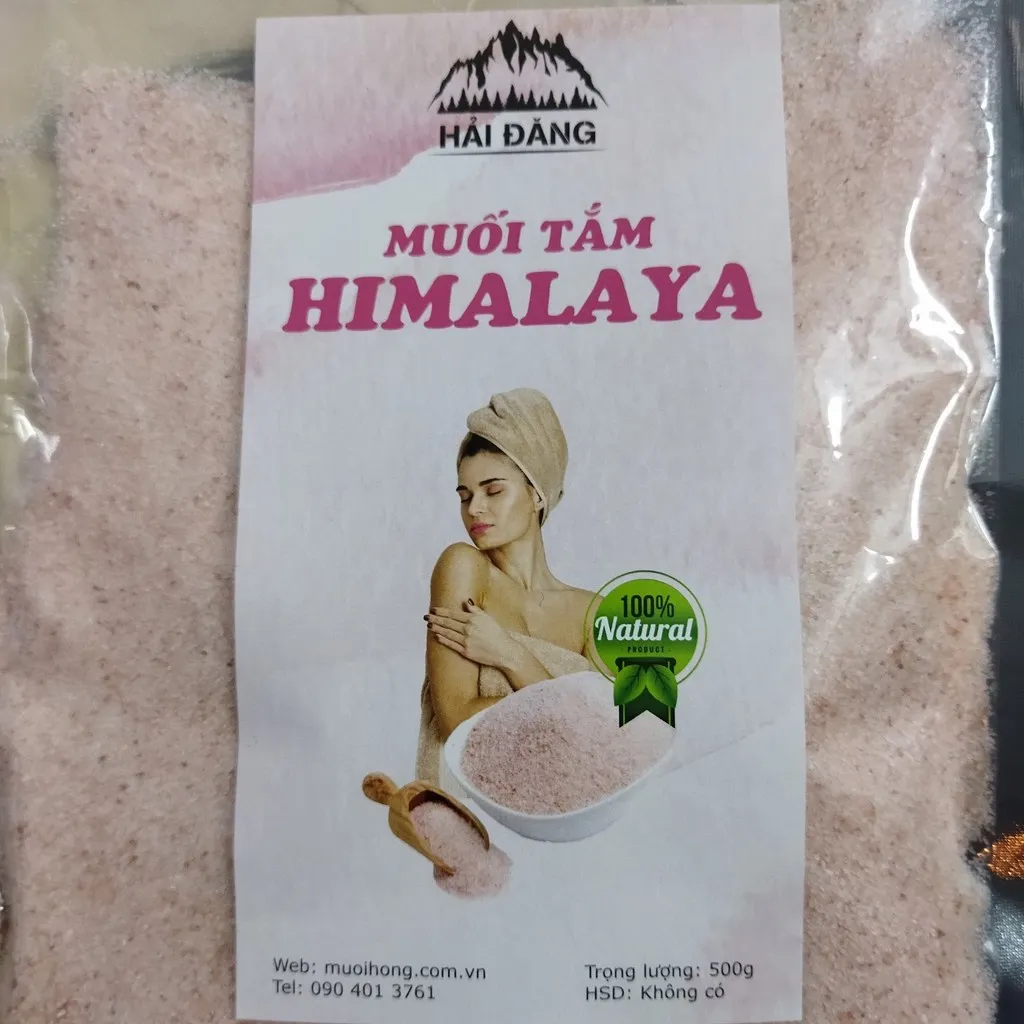 HẢI ĐĂNG
MUỐI TẮM
HIMALAYA
100%
Natural
PRODUCT
Web: muoihong.com.vn
Tel: 090 401 3761
Trọng lượng: 500g
HSD: Không có